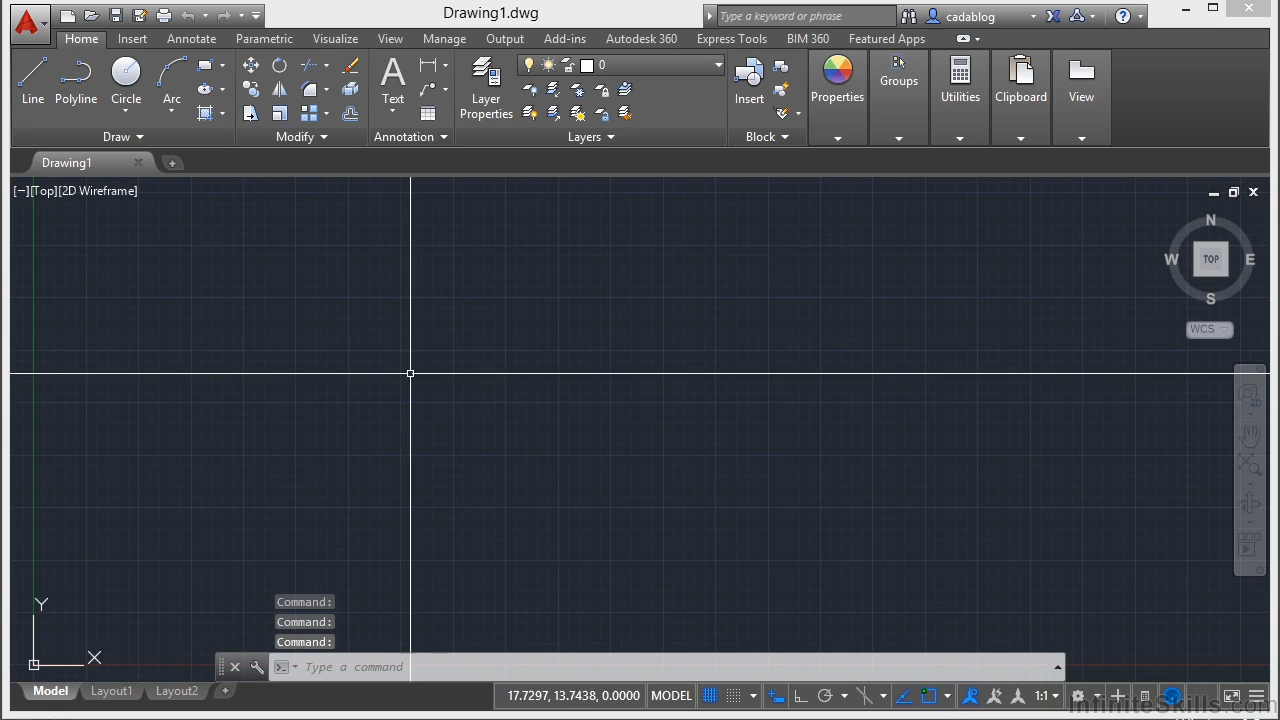 Drawing1.dwg
Type a keyword or phrase
cadablog
Home Insert Annotate Parametric Visualize View Manage Output Add-ins Autodesk 360 Express Tools BIM 360 Featured Apps
Line Polyline Circle Arc
Text
Layer
Properties
0
Insert
Properties
Groups
Utilities
Clipboard
View
Draw Modify Annotation Layers Block
Drawing1
[−][Top][2D Wireframe]
N
W TOP E
S
WCS
2D
Y
X
Command:
Command:
Command:
Type a command
Model Layout1 Layout2
17.7297, 13.7438, 0.0000 MODEL 1:1
InfiniteSkills.com